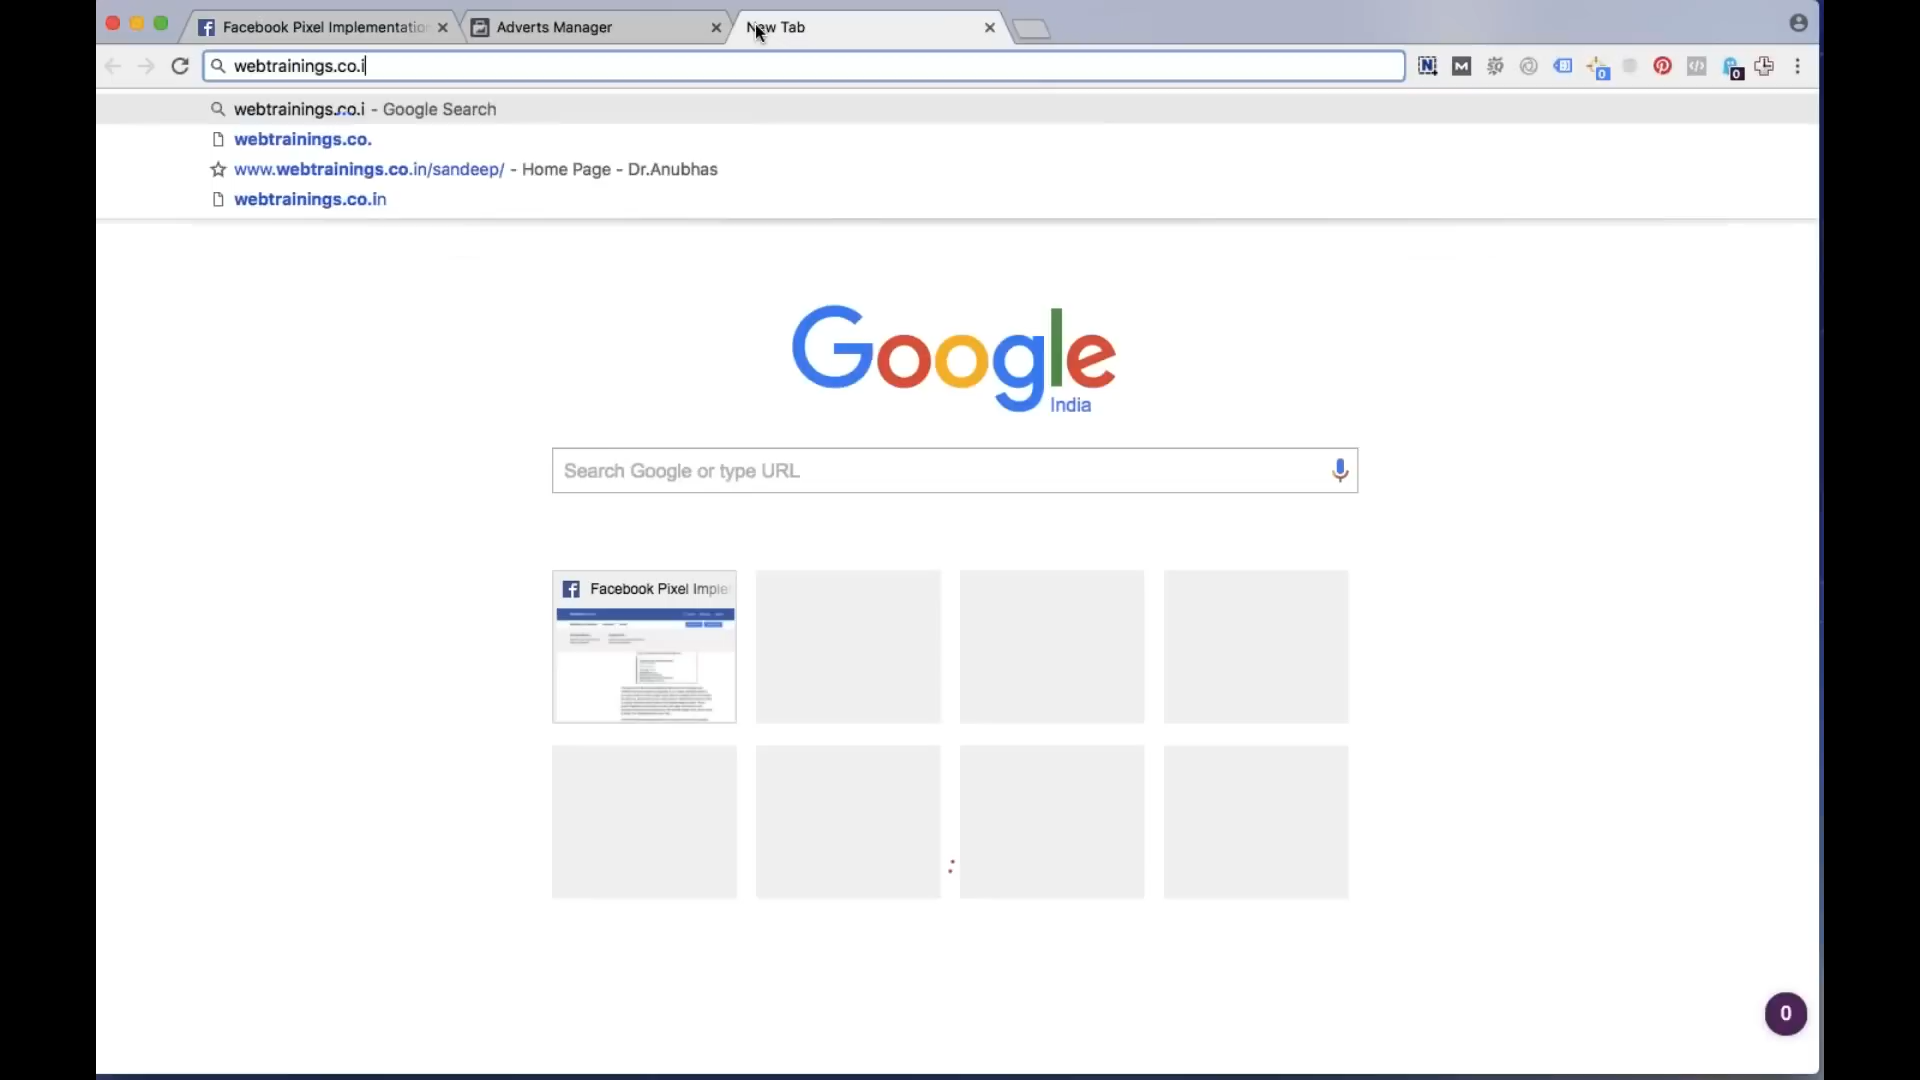 Facebook Pixel Implementation
Adverts Manager
New Tab
webtrainings.co.i
webtrainings.co.i - Google Search
webtrainings.co.
www.webtrainings.co.in/sandeep/ - Home Page - Dr.Anubhas
webtrainings.co.in
Google
India
Search Google or type URL
Facebook Pixel Imple
0